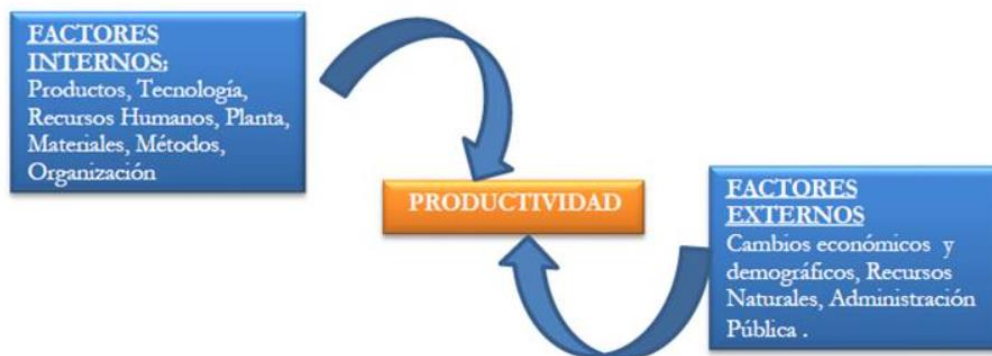 FACTORES
INTERNOS:
Productos, Tecnología,
Recursos Humanos, Planta,
Materiales, Métodos,
Organización
PRODUCTIVIDAD
FACTORES
EXTERNOS
Cambios económicos y
demográficos, Recursos
Naturales, Administración
Pública .